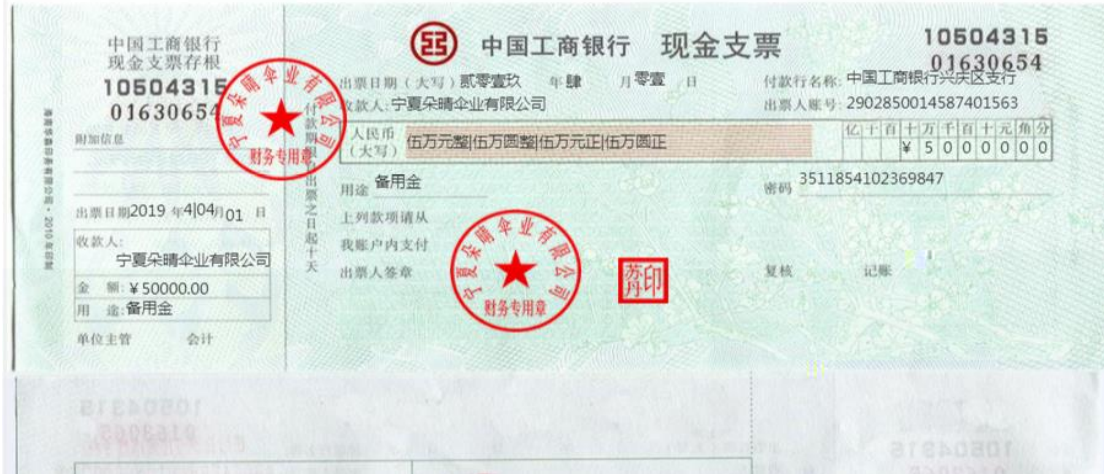 中国工商银行
现金支票存根
10504315
01630654
附加信息
出票日期2019 年4|04月01 日
收款人:
宁夏朵晴伞业有限公司
金 额:¥50000.00
用 途:备用金
单位主管 会计
宁夏朵晴伞业有限公司
财务专用章
付款期限自出票之日起十天
中国工商银行 现金支票
10504315
01630654
出票日期(大写)贰零壹玖 年肆 月零壹 日
付款行名称:中国工商银行兴庆区支行
收款人:宁夏朵晴伞业有限公司
出票人账号:2902850014587401563
人民币
(大写)
伍万元整|伍万圆整|伍万元正|伍万圆正
亿千百十万千百十元角分
¥5000000
用途 备用金
密码 3511854102369847
上列款项请从
我账户内支付
出票人签章
宁夏朵晴伞业有限公司
财务专用章
苏丹印
复核 记账